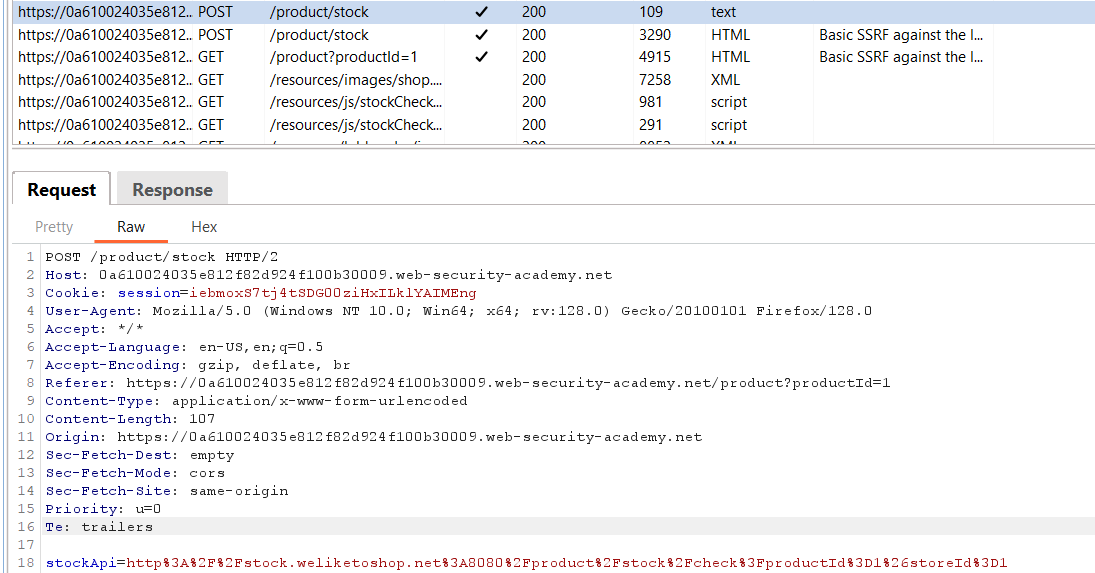 https://0a610024035e812... POST /product/stock ✓ 200 109 text
https://0a610024035e812... POST /product/stock ✓ 200 3290 HTML Basic SSRF against the l...
https://0a610024035e812... GET /product?productId=1 ✓ 200 4915 HTML Basic SSRF against the l...
https://0a610024035e812... GET /resources/images/shop.... 200 7258 XML
https://0a610024035e812... GET /resources/js/stockCheck... 200 981 script
https://0a610024035e812... GET /resources/js/stockCheck... 200 291 script
Request Response
Pretty Raw Hex
1 POST /product/stock HTTP/2
2 Host: 0a610024035e812f82d924f100b30009.web-security-academy.net
3 Cookie: session=iebmoxS7tj4tSDG00ziHxILklYAIMEng
4 User-Agent: Mozilla/5.0 (Windows NT 10.0; Win64; x64; rv:128.0) Gecko/20100101 Firefox/128.0
5 Accept: */*
6 Accept-Language: en-US,en;q=0.5
7 Accept-Encoding: gzip, deflate, br
8 Referer: https://0a610024035e812f82d924f100b30009.web-security-academy.net/product?productId=1
9 Content-Type: application/x-www-form-urlencoded
10 Content-Length: 107
11 Origin: https://0a610024035e812f82d924f100b30009.web-security-academy.net
12 Sec-Fetch-Dest: empty
13 Sec-Fetch-Mode: cors
14 Sec-Fetch-Site: same-origin
15 Priority: u=0
16 Te: trailers
17
18 stockApi=http%3A%2F%2Fstock.weliketoshop.net%3A8080%2Fproduct%2Fstock%2Fcheck%3FproductId%3D1%26storeId%3D1